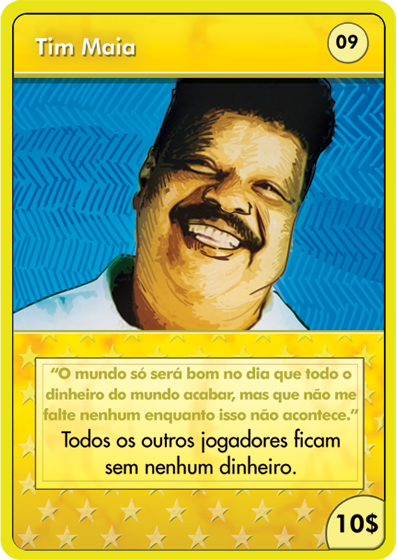 Tim Maia
09
“O mundo só será bom no dia que todo o
dinheiro do mundo acabar, mas que não me
falte nenhum enquanto isso não acontece.”
Todos os outros jogadores ficam
sem nenhum dinheiro.
10$